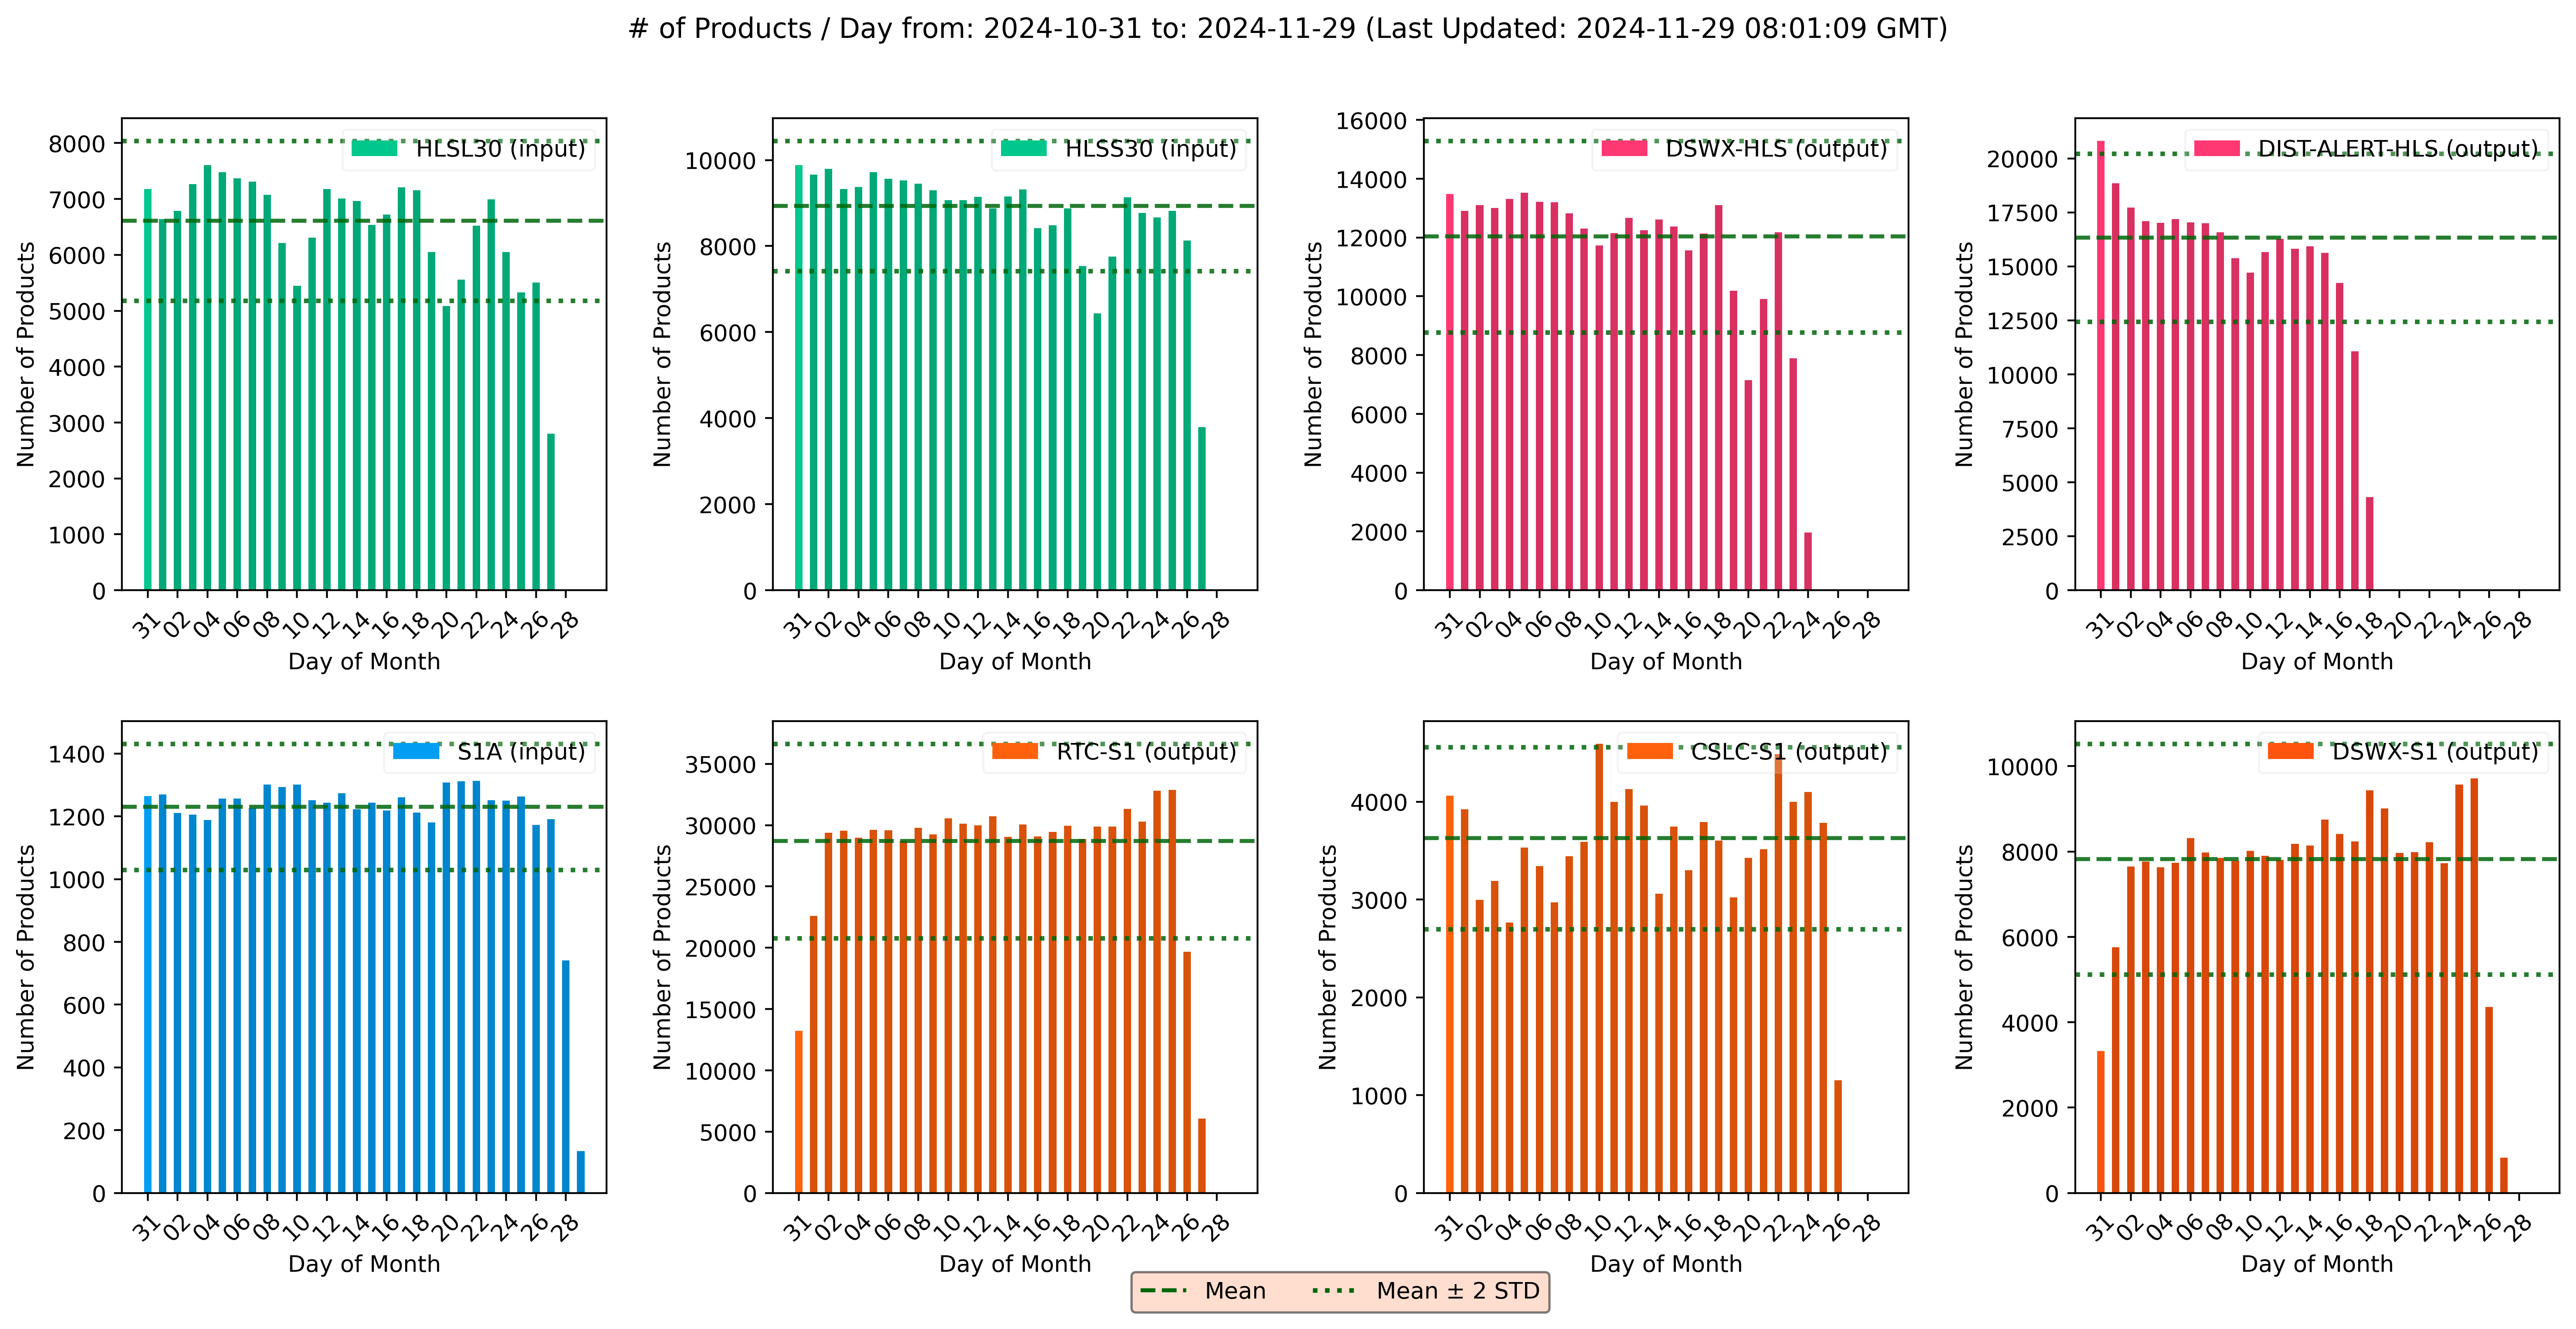 # of Products / Day from: 2024-10-31 to: 2024-11-29 (Last Updated: 2024-11-29 08:01:09 GMT)
HLSL30 (input)
Number of Products
8000
7000
6000
5000
4000
3000
2000
1000
0
31 02 04 06 08 10 12 14 16 18 20 22 24 26 28
Day of Month
HLSS30 (input)
Number of Products
10000
8000
6000
4000
2000
0
31 02 04 06 08 10 12 14 16 18 20 22 24 26 28
Day of Month
DSWX-HLS (output)
Number of Products
16000
14000
12000
10000
8000
6000
4000
2000
0
31 02 04 06 08 10 12 14 16 18 20 22 24 26 28
Day of Month
DIST-ALERT-HLS (output)
Number of Products
20000
17500
15000
12500
10000
7500
5000
2500
0
31 02 04 06 08 10 12 14 16 18 20 22 24 26 28
Day of Month
S1A (input)
Number of Products
1400
1200
1000
800
600
400
200
0
31 02 04 06 08 10 12 14 16 18 20 22 24 26 28
Day of Month
RTC-S1 (output)
Number of Products
35000
30000
25000
20000
15000
10000
5000
0
31 02 04 06 08 10 12 14 16 18 20 22 24 26 28
Day of Month
CSLC-S1 (output)
Number of Products
4000
3000
2000
1000
0
31 02 04 06 08 10 12 14 16 18 20 22 24 26 28
Day of Month
DSWX-S1 (output)
Number of Products
10000
8000
6000
4000
2000
0
31 02 04 06 08 10 12 14 16 18 20 22 24 26 28
Day of Month
Mean
Mean ± 2 STD